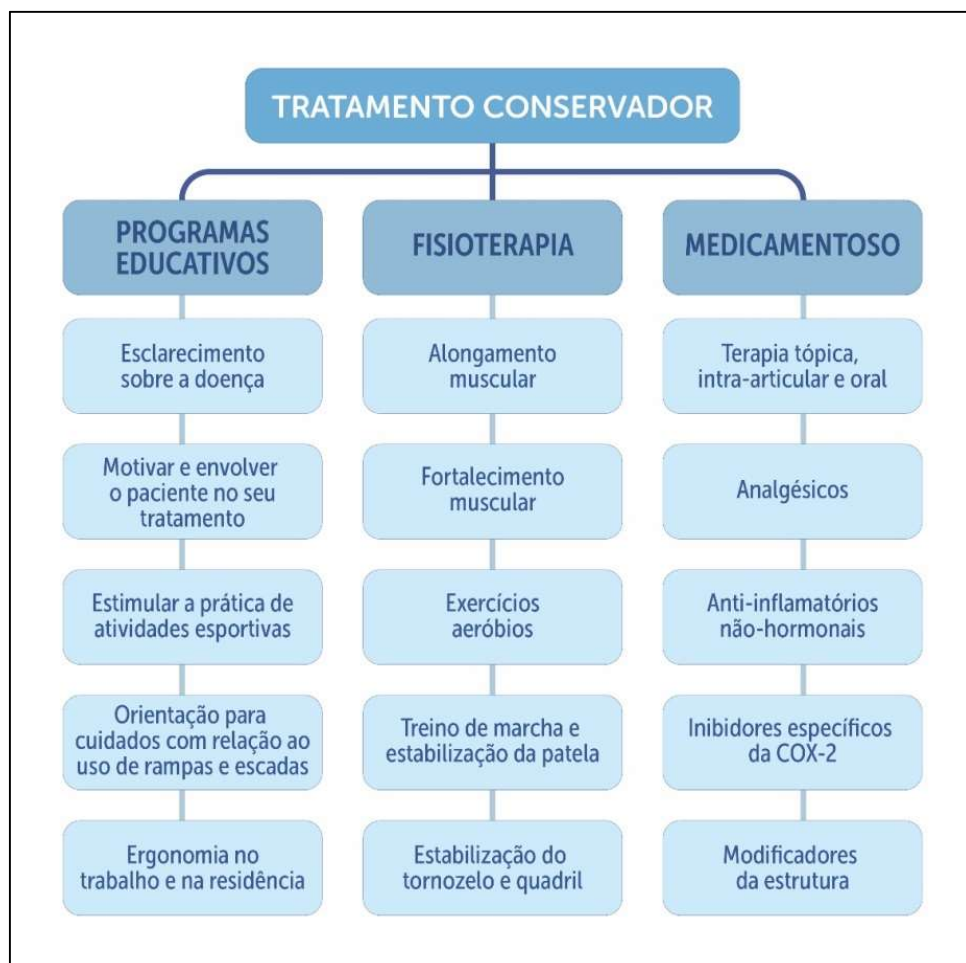 TRATAMENTO CONSERVADOR
PROGRAMAS
EDUCATIVOS
Esclarecimento
sobre a doença
Motivar e envolver
o paciente no seu
tratamento
Estimular a prática de
atividades esportivas
Orientação para
cuidados com relação ao
uso de rampas e escadas
Ergonomia no
trabalho e na residência
FISIOTERAPIA
Alongamento
muscular
Fortalecimento
muscular
Exercícios
aeróbios
Treino de marcha e
estabilização da patela
Estabilização do
tornozelo e quadril
MEDICAMENTOSO
Terapia tópica,
intra-articular e oral
Analgésicos
Anti-inflamatórios
não-hormonais
Inibidores específicos
da COX-2
Modificadores
da estrutura